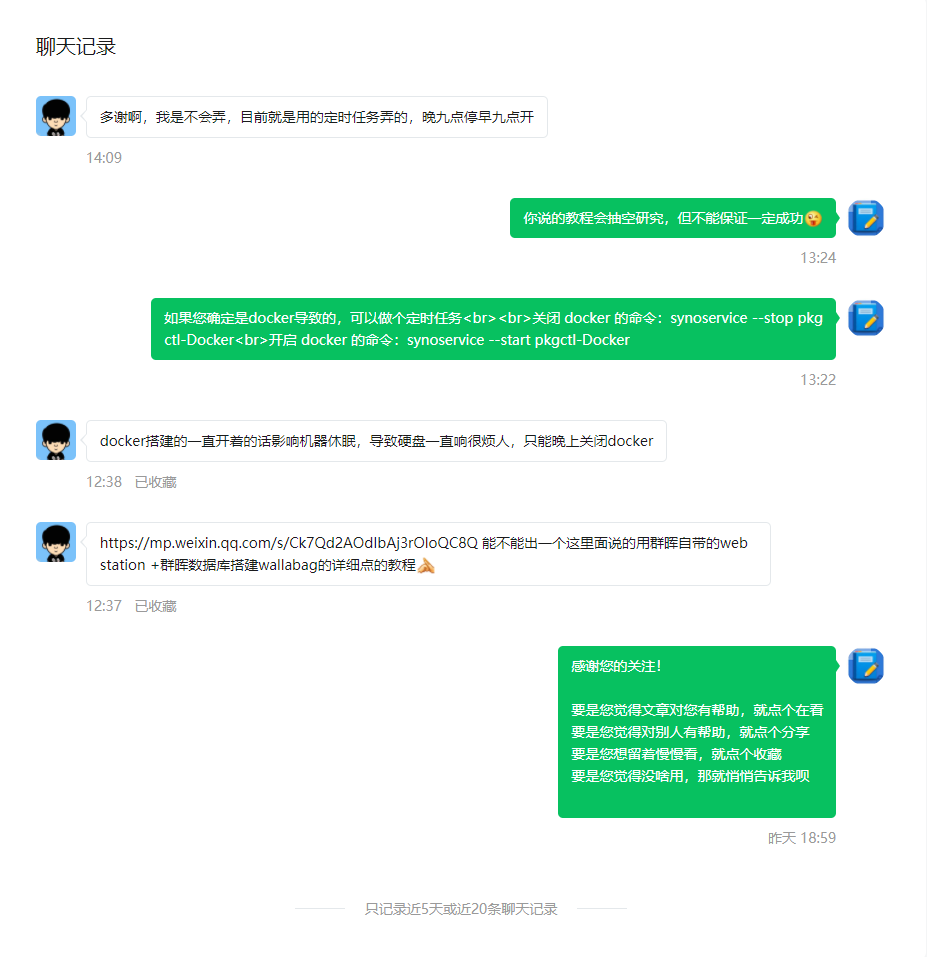 聊天记录
多谢啊，我是不会弄，目前就是用的定时任务弄的，晚九点停早九点开
14:09
你说的教程会抽空研究，但不能保证一定成功😜
13:24
如果您确定是docker导致的，可以做个定时任务<br><br>关闭 docker 的命令：synoservice --stop pkg
ctl-Docker<br>开启 docker 的命令：synoservice --start pkgctl-Docker
13:22
docker搭建的一直开着的话影响机器休眠，导致硬盘一直响很烦人，只能晚上关闭docker
12:38 已收藏
https://mp.weixin.qq.com/s/Ck7Qd2AOdIbAj3rOloQC8Q 能不能出一个这里面说的用群晖自带的web
station +群晖数据库搭建wallabag的详细点的教程🙏
12:37 已收藏
感谢您的关注！
要是您觉得文章对您有帮助，就点个在看
要是您觉得对别人有帮助，就点个分享
要是您想留着慢慢看，就点个收藏
要是您觉得没啥用，那就悄悄告诉我呗
昨天 18:59
只记录近5天或近20条聊天记录